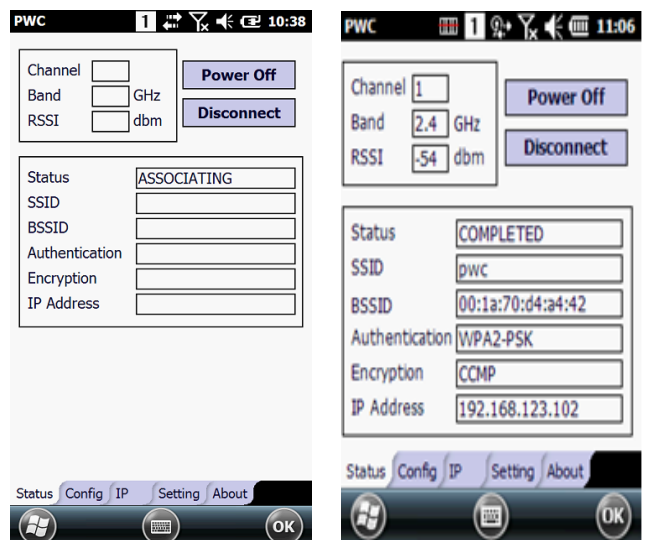 PWC 1 10:38
Channel
Power Off
Band GHz
RSSI dbm
Disconnect
Status ASSOCIATING
SSID
BSSID
Authentication
Encryption
IP Address
Status Config IP Setting About
OK
PWC 1 11:06
Channel 1
Power Off
Band 2.4 GHz
Disconnect
RSSI -54 dbm
Status COMPLETED
SSID pwc
BSSID 00:1a:70:d4:a4:42
Authentication WPA2-PSK
Encryption CCMP
IP Address 192.168.123.102
Status Config IP Setting About
OK